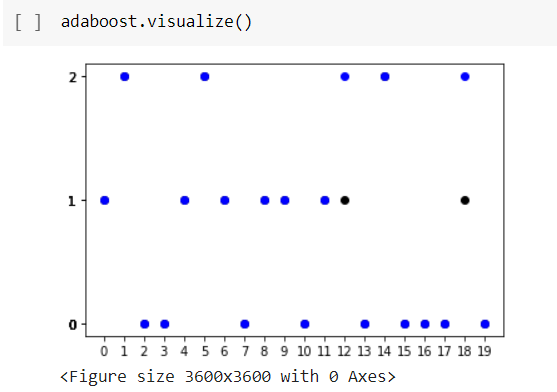 [ ] adaboost.visualize()
2
1
0
0 1 2 3 4 5 6 7 8 9 10 11 12 13 14 15 16 17 18 19
<Figure size 3600x3600 with 0 Axes>